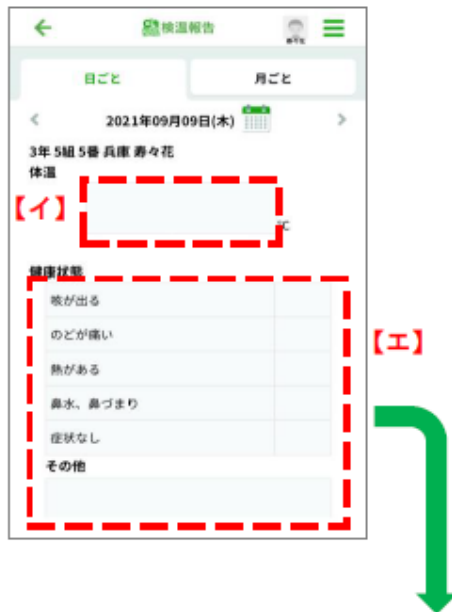 検温報告
日ごと 月ごと
2021年09月09日(木)
3年 5組 5番 兵庫 寿々花
体温
【イ】
℃
健康状態
咳が出る
のどが痛い
【エ】
熱がある
鼻水、鼻づまり
症状なし
その他